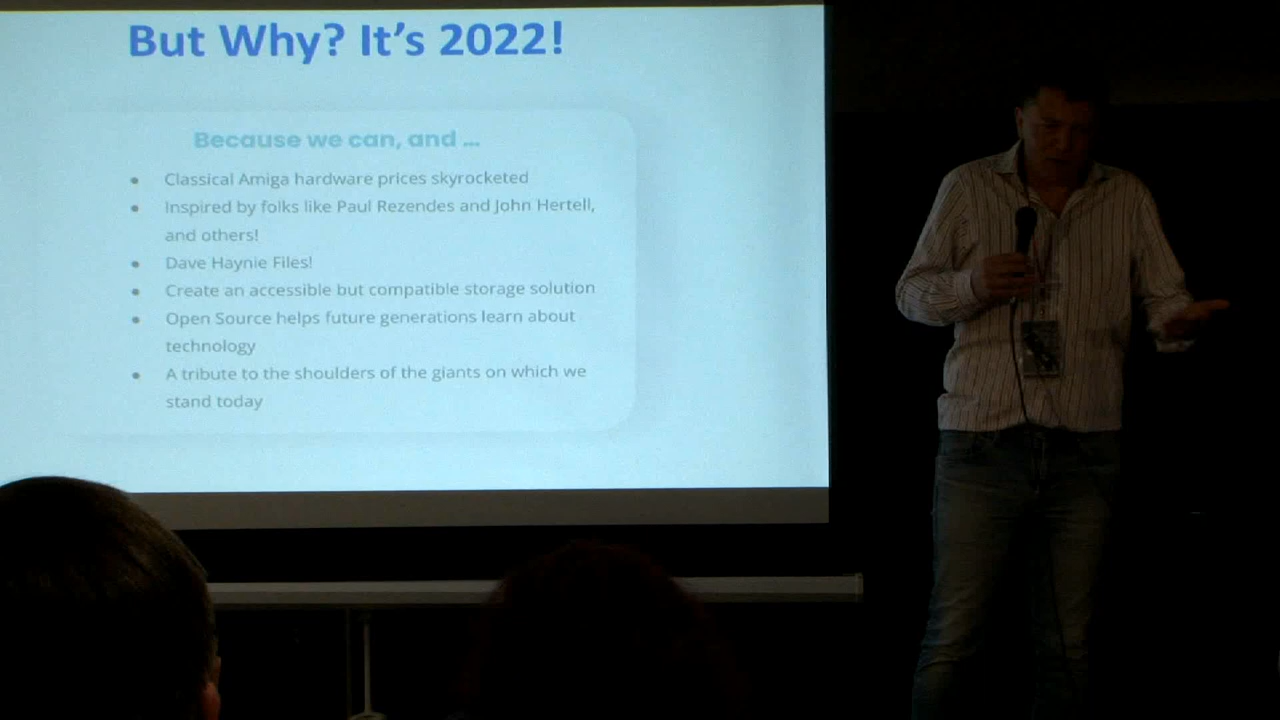 But Why? It's 2022!
Because we can, and ...
Classical Amiga hardware prices skyrocketed
Inspired by folks like Paul Rezendes and John Hertell,
and others!
Dave Haynie Files!
Create an accessible but compatible storage solution
Open Source helps future generations learn about
technology
A tribute to the shoulders of the giants on which we
stand today